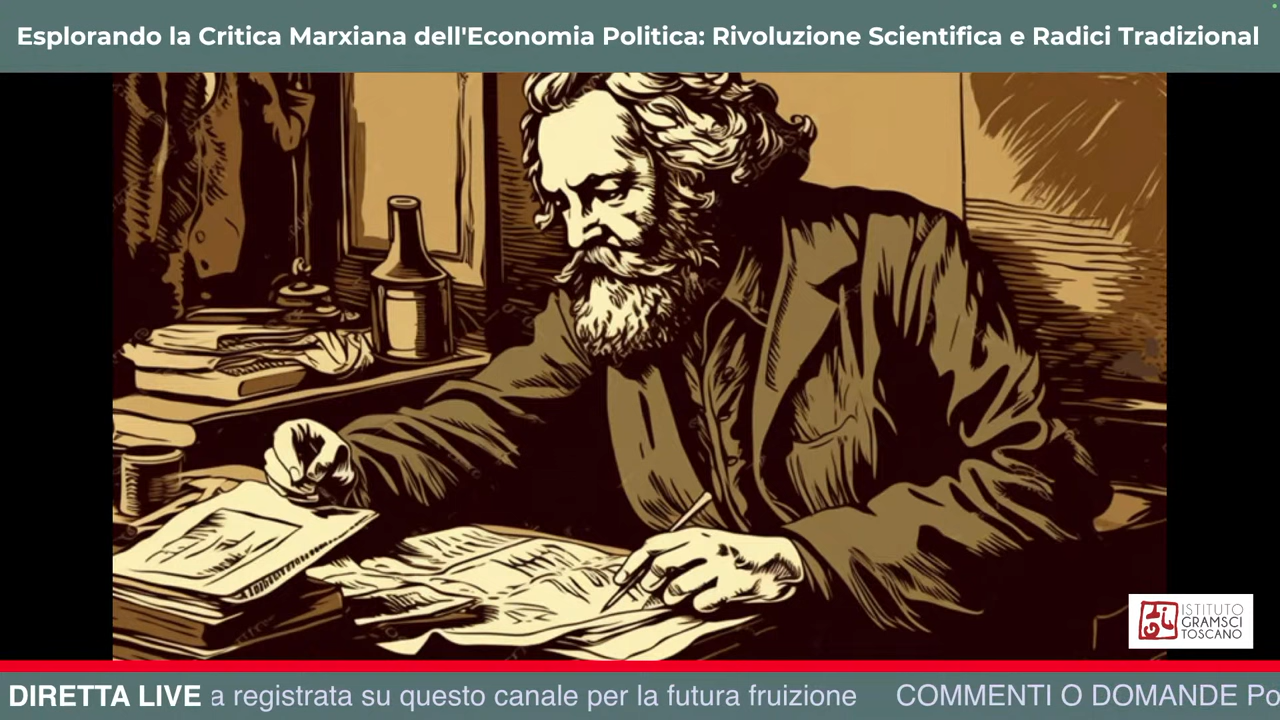 Esplorando la Critica Marxiana dell'Economia Politica: Rivoluzione Scientifica e Radici Tradizional
ISTITUTO
GRAMSCI
TOSCANO
DIRETTA LIVE a registrata su questo canale per la futura fruizione COMMENTI O DOMANDE Po